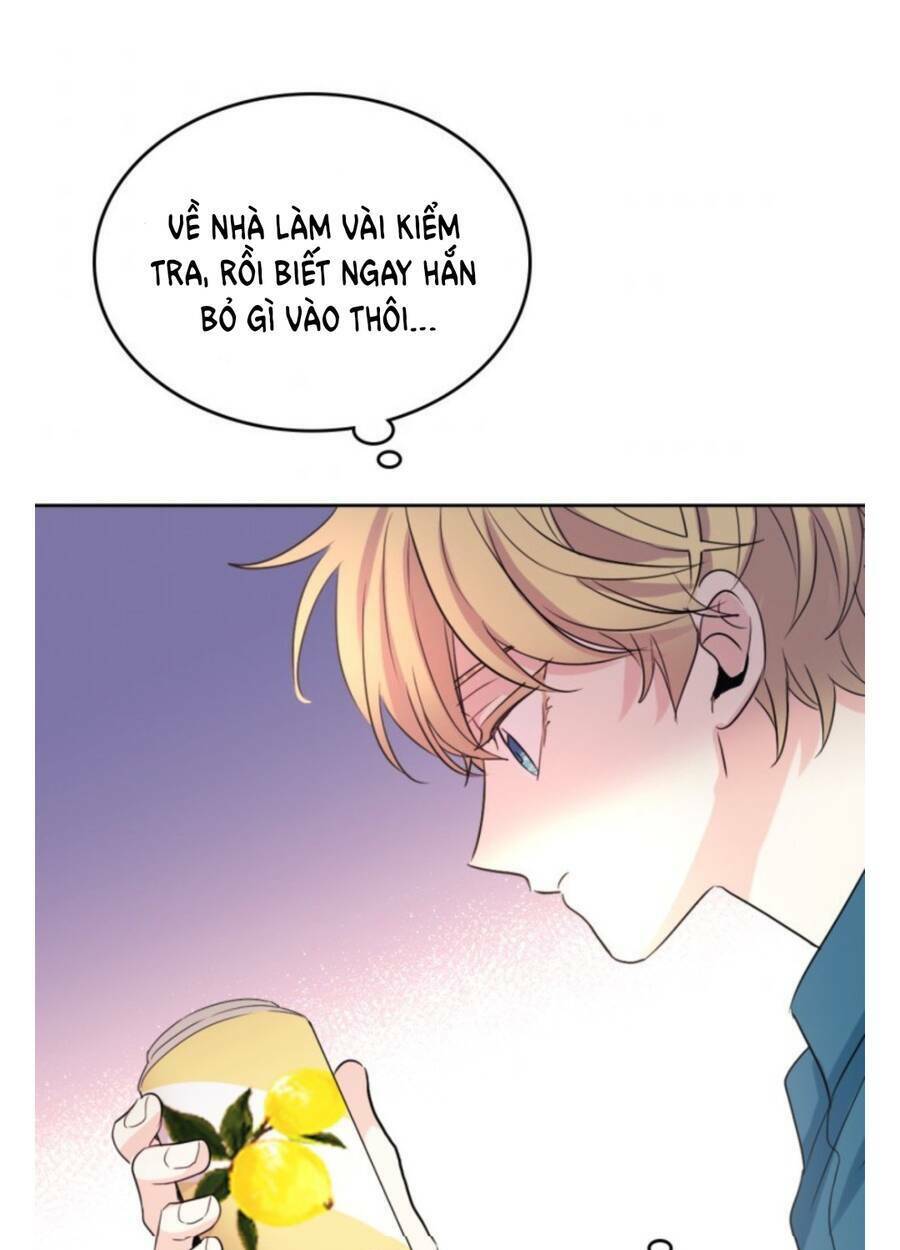 VỀ NHÀ LÀM VÀI KIỂM
TRA, RỒI BIẾT NGAY HẮN
BỎ GÌ VÀO THÔI...